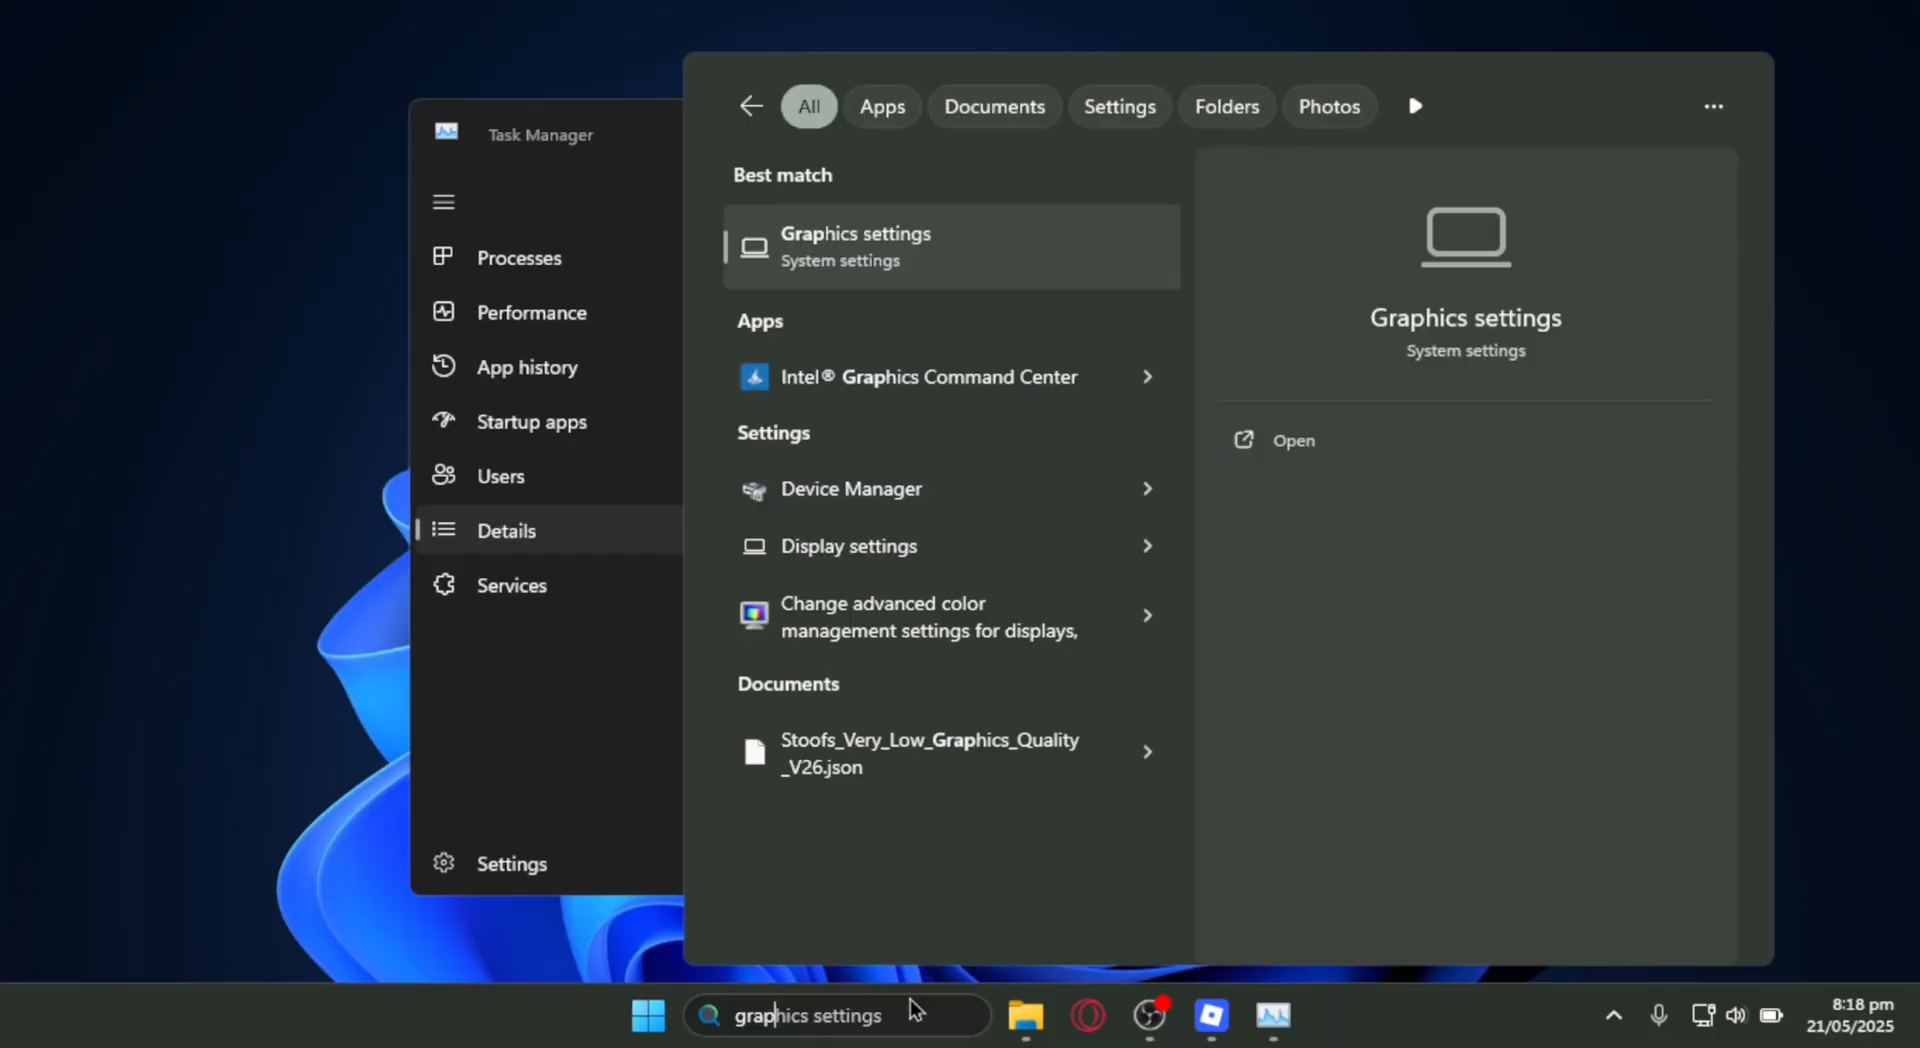 Task Manager
Processes
Performance
App history
Startup apps
Users
Details
Services
Settings
All
Apps
Documents
Settings
Folders
Photos
Best match
Graphics settings
System settings
Apps
Intel® Graphics Command Center
Settings
Device Manager
Display settings
Change advanced color
management settings for displays,
Documents
Stoofs_Very_Low_Graphics_Quality
_V26.json
Graphics settings
System settings
Open
graphics settings
8:18 pm
21/05/2025